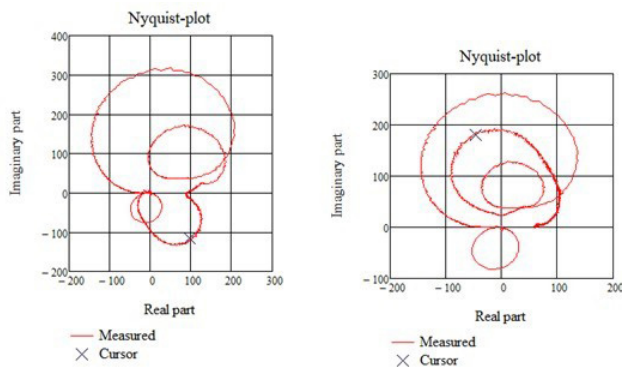 Nyquist-plot
400
300
200
100
0
−100
−200
−200 −100 0 100 200 300
Imaginary part
Real part
Measured
Cursor
Nyquist-plot
300
200
100
0
−100
−200 −100 0 100 200
Imaginary part
Real part
Measured
Cursor